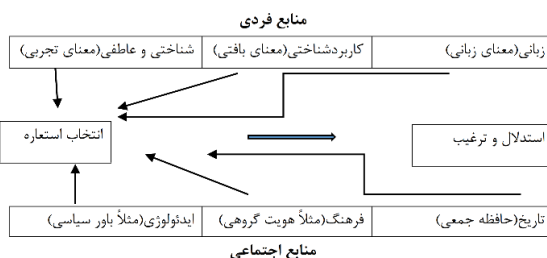 منابع فردی
زبانی(معنای زبانی) کاربردشناختی(معنای بافتی) شناختی و عاطفی(معنای تجربی)
استدلال و ترغیب انتخاب استعاره
تاریخ(حافظه جمعی) فرهنگ(مثلاً هویت گروهی) ایدئولوژی(مثلاً باور سیاسی)
منابع اجتماعی